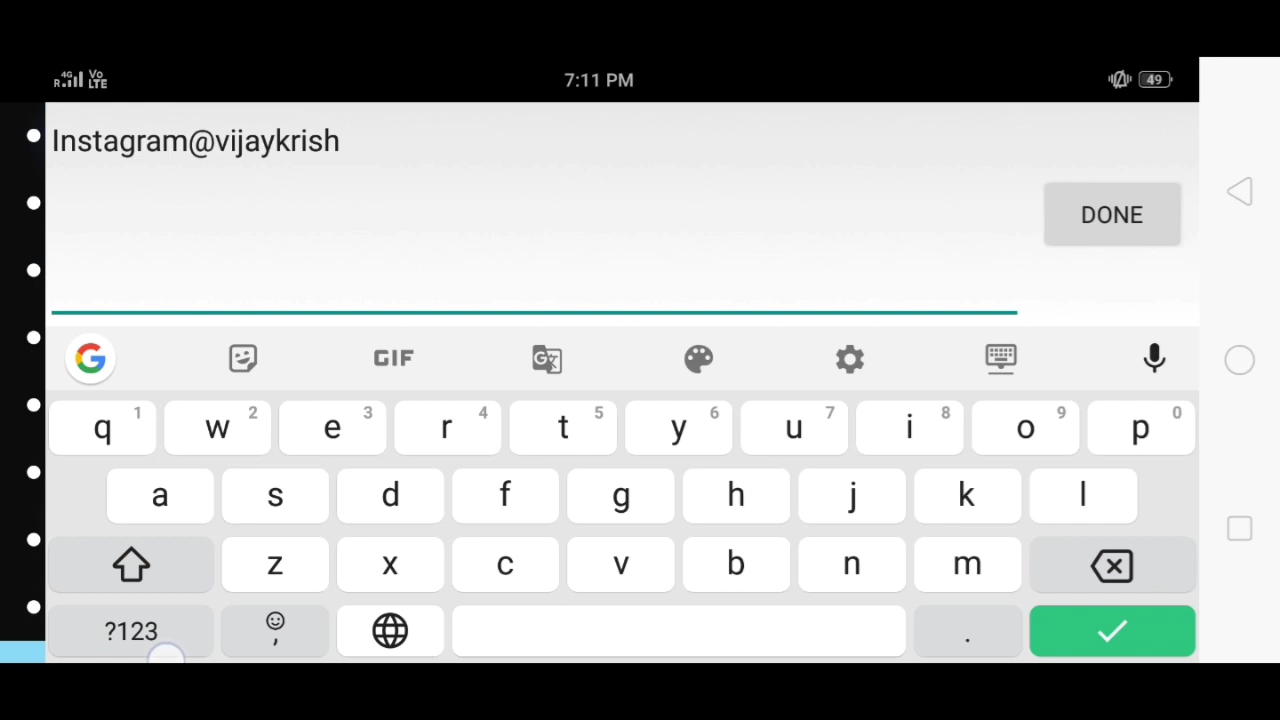 R 4G Vo LTE 7:11 PM 49
Instagram@vijaykrish
DONE
G GIF G
q 1 w 2 e 3 r 4 t 5 y 6 u 7 i 8 o 9 p 0
a s d f g h j k l
z x c v b n m
?123 , .